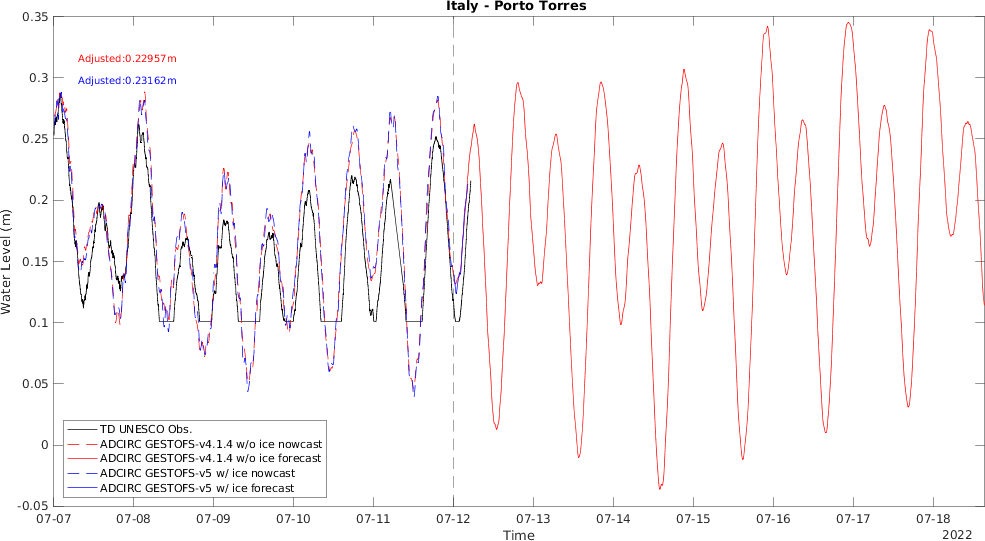 Italy - Porto Torres
0.35
0.3
0.25
0.2
0.15
0.1
0.05
0
-0.05
Water Level (m)
Adjusted:0.22957m
Adjusted:0.23162m
TD UNESCO Obs.
ADCIRC GESTOFS-v4.1.4 w/o ice nowcast
ADCIRC GESTOFS-v4.1.4 w/o ice forecast
ADCIRC GESTOFS-v5 w/ ice nowcast
ADCIRC GESTOFS-v5 w/ ice forecast
07-07 07-08 07-09 07-10 07-11 07-12 07-13 07-14 07-15 07-16 07-17 07-18
Time
2022